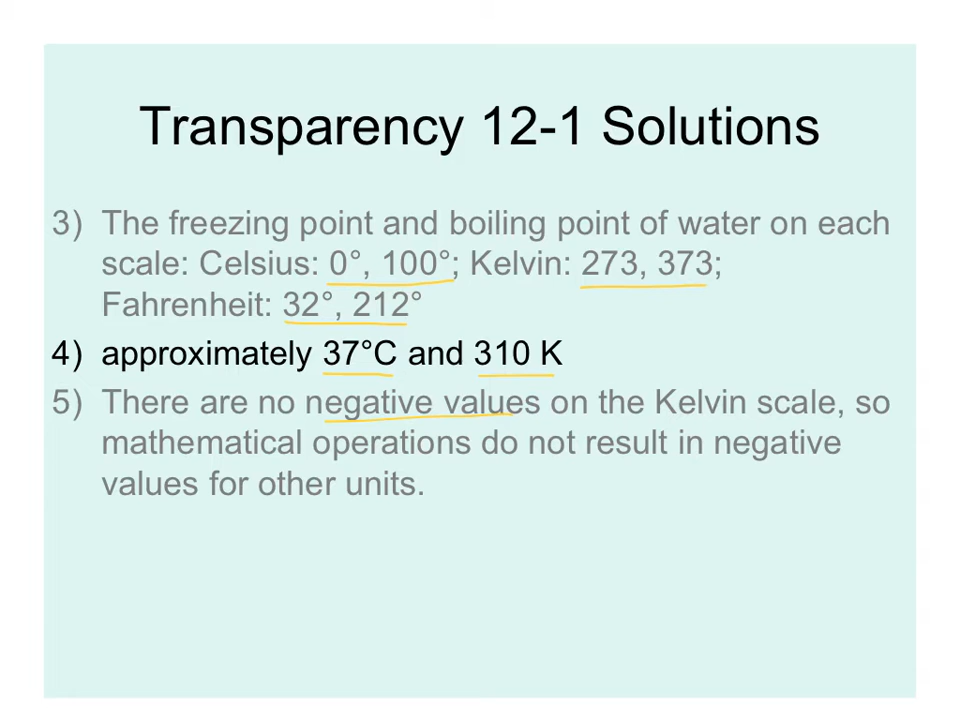 Transparency 12-1 Solutions
3) The freezing point and boiling point of water on each
scale: Celsius: 0°, 100°; Kelvin: 273, 373;
Fahrenheit: 32°, 212°
4) approximately 37°C and 310 K
5) There are no negative values on the Kelvin scale, so
mathematical operations do not result in negative
values for other units.